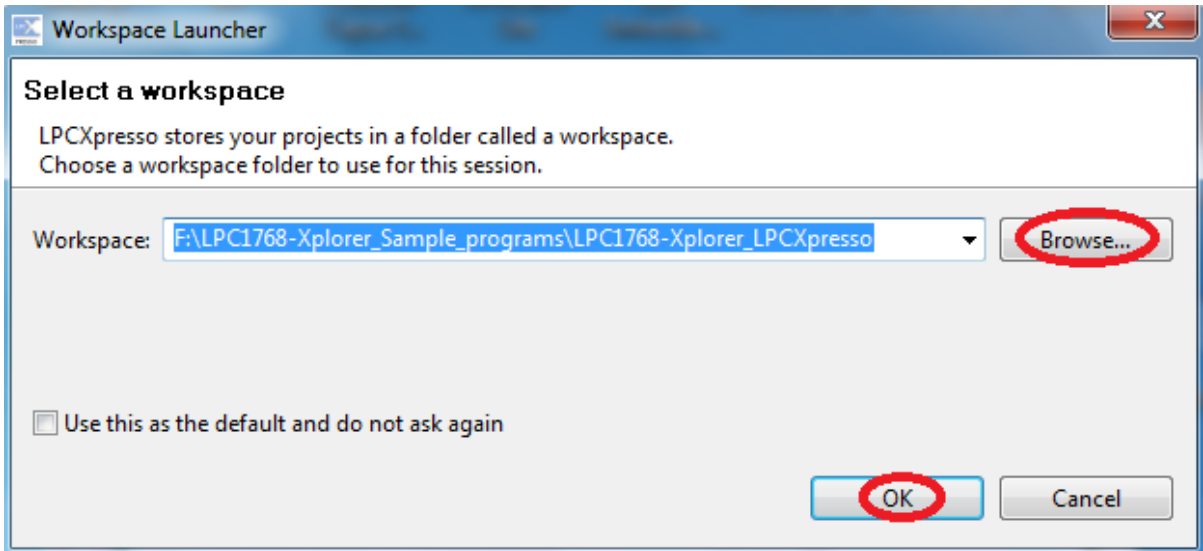 Workspace Launcher
Select a workspace
LPCXpresso stores your projects in a folder called a workspace.
Choose a workspace folder to use for this session.
Workspace: F:\LPC1768-Xplorer_Sample_programs\LPC1768-Xplorer_LPCXpresso Browse...
Use this as the default and do not ask again
OK Cancel